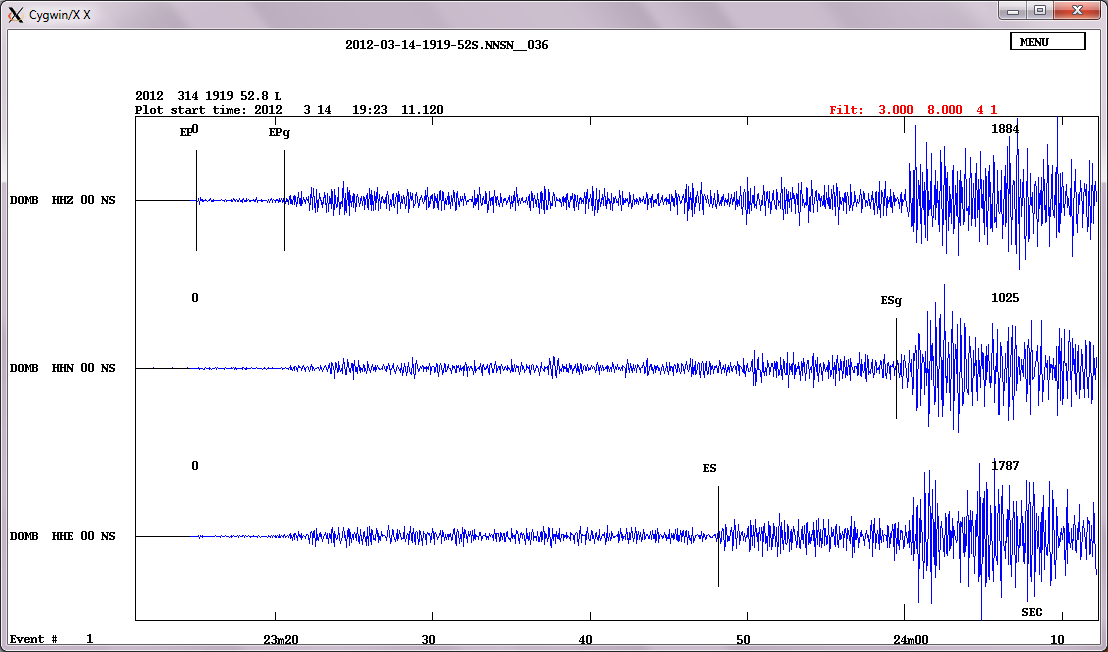 Cygwin/X X
2012-03-14-1919-52S.NNSN__036
MENU
2012  314 1919 52.8 L
Plot start time: 2012   3 14   19:23  11.120
Filt:  3.000  8.000  4 1
EP 0
EPg
1884
DOMB  HHZ 00 NS
0
ESg
1025
DOMB  HHN 00 NS
0
ES
1787
DOMB  HHE 00 NS
SEC
Event #    1
23m20 30 40 50 24m00 10